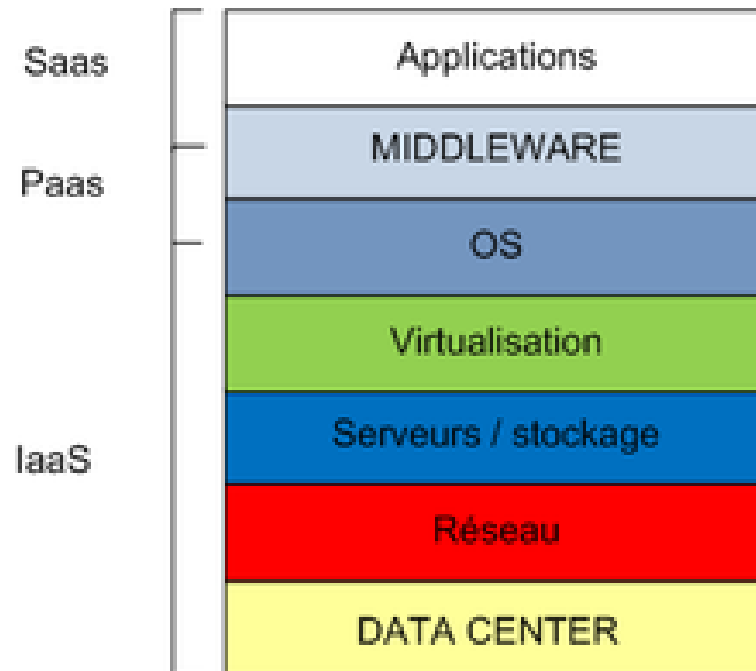 Saas
Applications
MIDDLEWARE
Paas
OS
Virtualisation
Serveurs / stockage
IaaS
Réseau
DATA CENTER